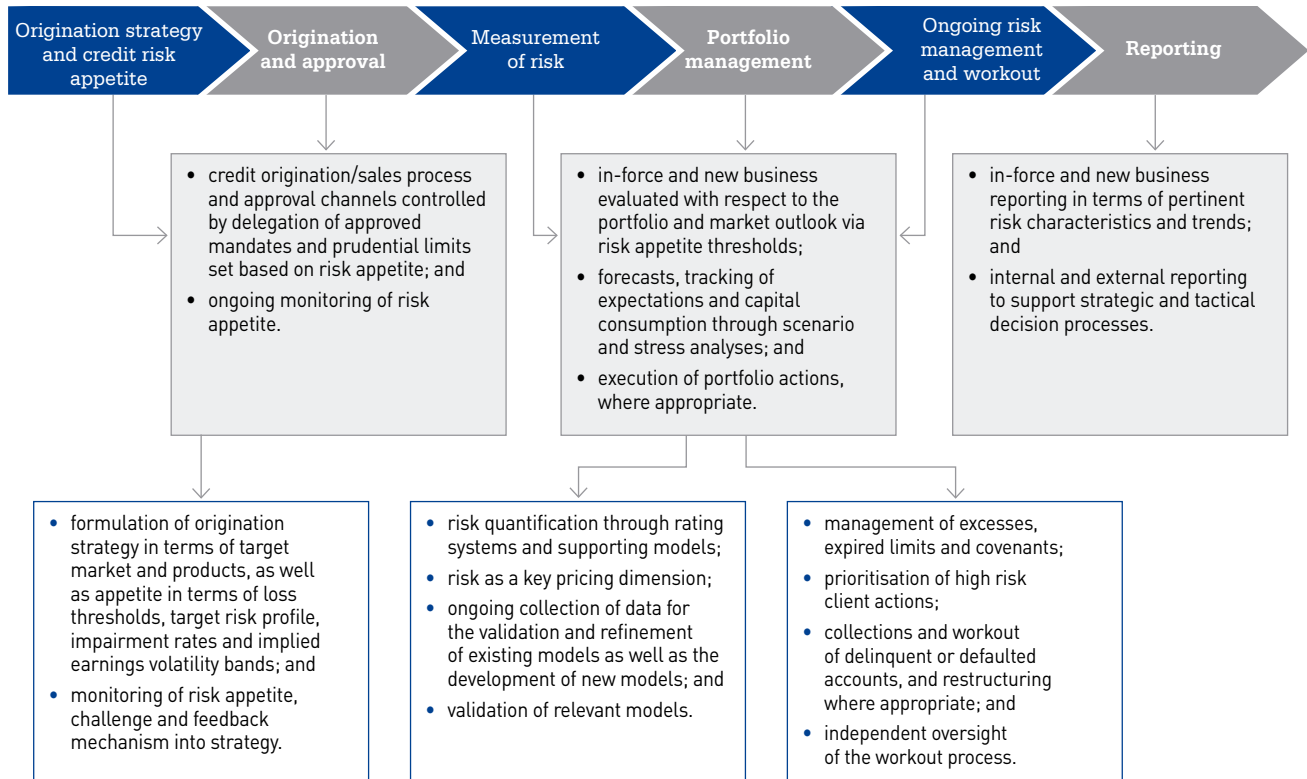 Origination strategy
and credit risk
appetite
Origination
and approval
Measurement
of risk
Portfolio
management
Ongoing risk
management
and workout
Reporting
• credit origination/sales process
and approval channels controlled
by delegation of approved
mandates and prudential limits
set based on risk appetite; and
• ongoing monitoring of risk
appetite.
• in-force and new business
evaluated with respect to the
portfolio and market outlook via
risk appetite thresholds;
• forecasts, tracking of
expectations and capital
consumption through scenario
and stress analyses; and
• execution of portfolio actions,
where appropriate.
• in-force and new business
reporting in terms of pertinent
risk characteristics and trends;
and
• internal and external reporting
to support strategic and tactical
decision processes.
• formulation of origination
strategy in terms of target
market and products, as well
as appetite in terms of loss
thresholds, target risk profile,
impairment rates and implied
earnings volatility bands; and
• monitoring of risk appetite,
challenge and feedback
mechanism into strategy.
• risk quantification through rating
systems and supporting models;
• risk as a key pricing dimension;
• ongoing collection of data for
the validation and refinement
of existing models as well as the
development of new models; and
• validation of relevant models.
• management of excesses,
expired limits and covenants;
• prioritisation of high risk
client actions;
• collections and workout
of delinquent or defaulted
accounts, and restructuring
where appropriate; and
• independent oversight
of the workout process.